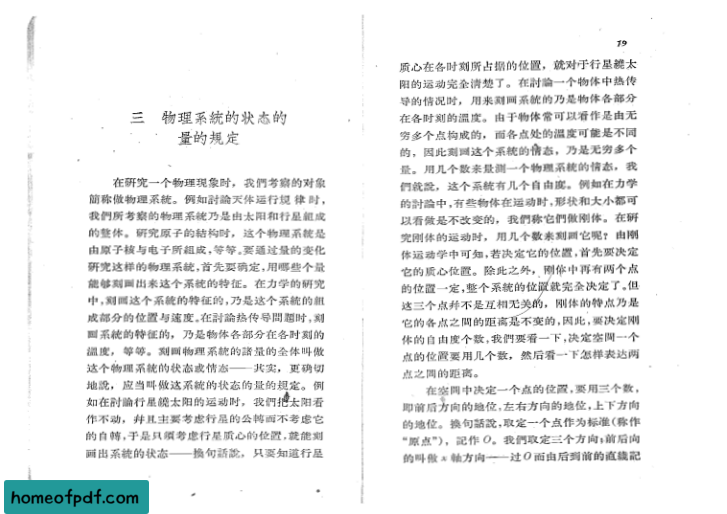 三 物理系統的状态的
量的規定
在研究一个物理現象时，我們考察的对象
簡称做物理系統。例如討論天体运行規律时，
我們所考察的物理系統乃是由太阳和行星組成
的整体。研究原子的結构时，这个物理系統是
由原子核与电子所組成，等等。要通过量的变化
研究这样的物理系統，首先要确定，用哪些个量
能够刻画出来这个系統的特征。在力学的研究
中，刻画这个系統的特征的，乃是这个系統的組
成部分的位置与速度。在討論热传导問題时，刻
画系統的特征的，乃是物体各部分在各时刻的
溫度，等等。刻画物理系統的諸量的全体叫做
这个物理系統的状态或情态——其实，更确切
地說，应当叫做这系統的状态的量的規定。例
如在討論行星繞太阳的运动时，我們把太阳看
作不动，并且主要考虑行星的公轉而不考虑它
的自轉，于是只須考虑行星质心的位置，就能刻
画出系統的状态——換句話說，只要知道行星
79
质心在各时刻所占据的位置，就对于行星繞太
阳的运动完全清楚了。在討論一个物体中热传
导的情况时，用来刻画系統的乃是物体各部分
在各时刻的溫度。由于物体常可以看作是由无
穷多个点构成的，而各点处的溫度可能是不同
的，因此刻画这个系統的情态，乃是无穷多个
量。用几个数来量測一个物理系統的情态，我
們就說，这个系統有几个自由度。例如在力学
的討論中，有些物体在运动时，形状和大小都可
以看做是不改变的，我們称它們做刚体。在研
究刚体的运动时，用几个数来刻画它呢？由刚
体运动学中可知，若决定它的位置，首先要决定
它的质心位置。除此之外，刚体中再有两个点
的位置一定，整个系統的位置就完全决定了。但
这三个点并不是互相无关的，刚体的特点乃是
它的各点之間的距离是不变的，因此，要决定刚
体的自由度个数，我們要看一下，决定空間一个
点的位置要用几个数，然后看一下怎样表达两
点之間的距离。
在空間中决定一个点的位置，要用三个数，
即前后方向的地位，左右方向的地位，上下方向
的地位。換句話說，取定一个点作为标准（称作
“原点”），記作 O。我們取定三个方向：前后向
的叫做 x 軸方向——过 O 而由后到前的直綫記
homeofpdf.com